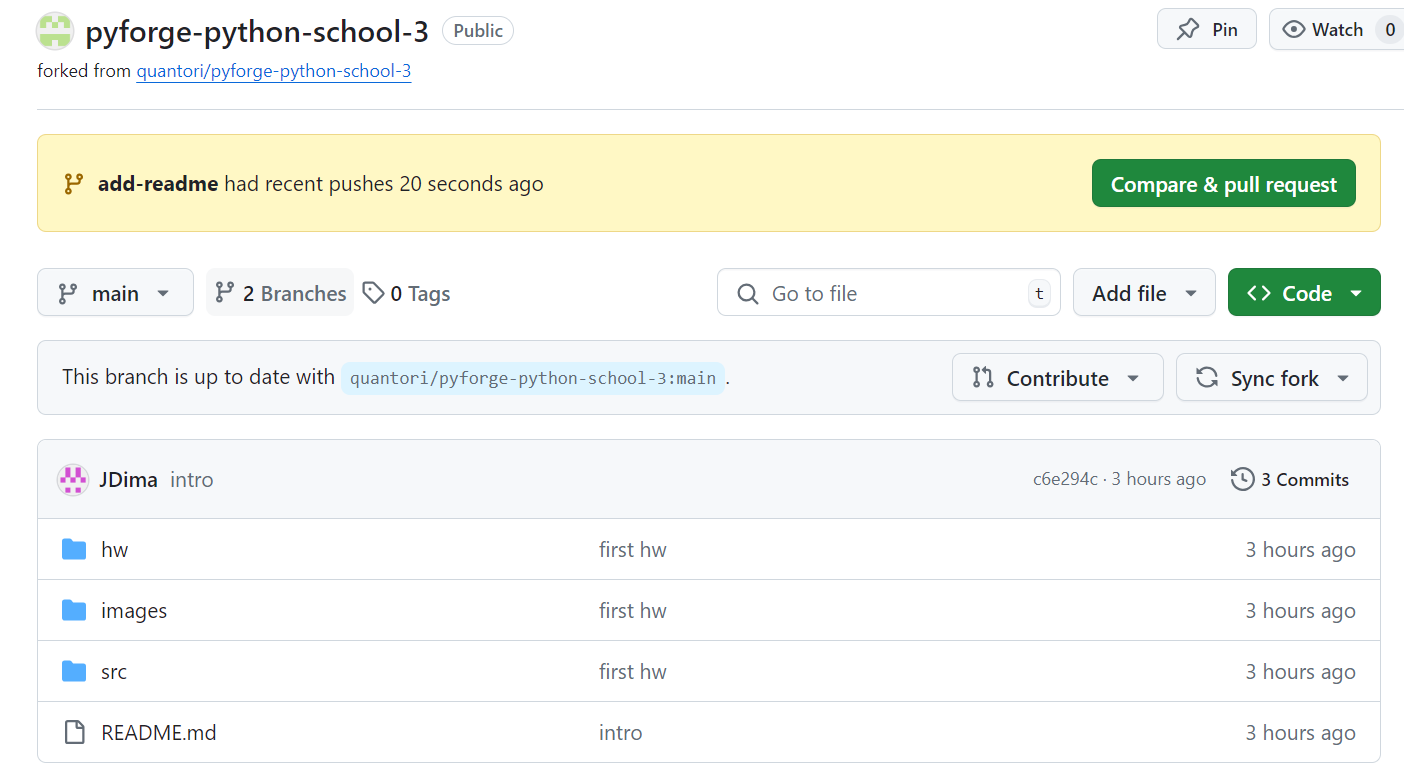 pyforge-python-school-3 Public Pin Watch 0
forked from quantori/pyforge-python-school-3
add-readme had recent pushes 20 seconds ago Compare & pull request
main 2 Branches 0 Tags Go to file t Add file Code
This branch is up to date with quantori/pyforge-python-school-3:main . Contribute Sync fork
JDima intro c6e294c · 3 hours ago 3 Commits
hw first hw 3 hours ago
images first hw 3 hours ago
src first hw 3 hours ago
README.md intro 3 hours ago